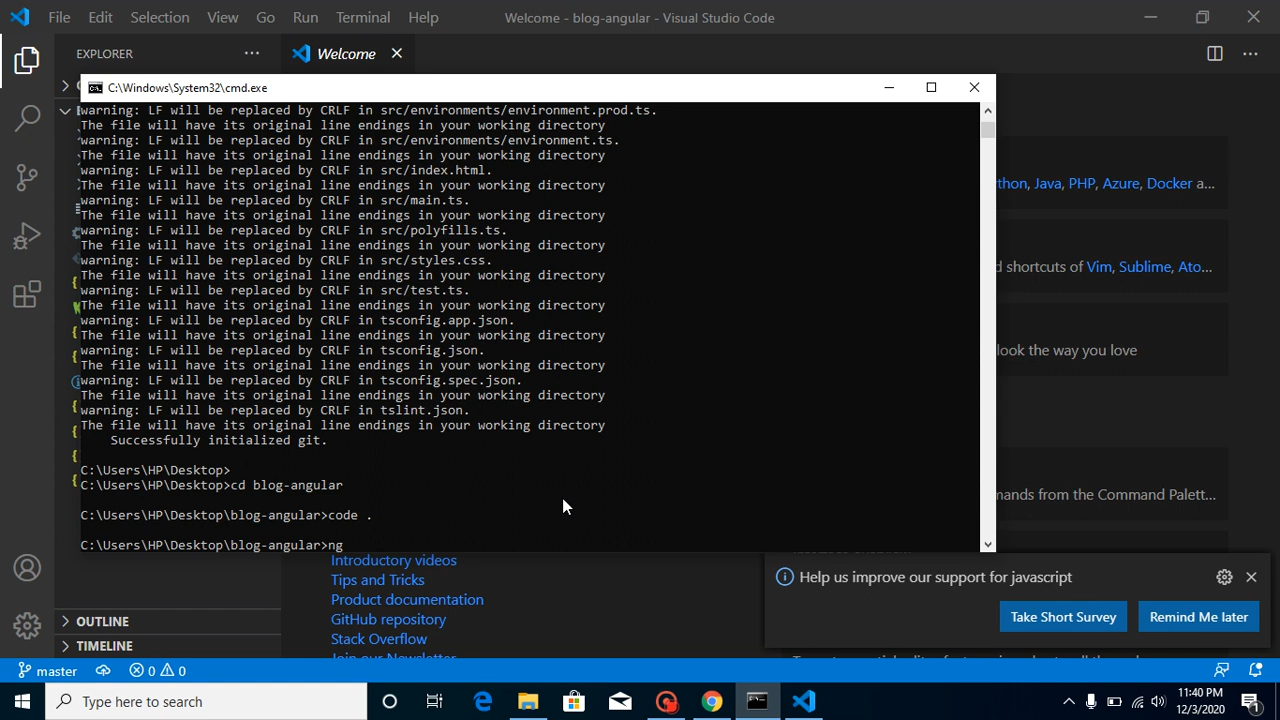 File Edit Selection View Go Run Terminal Help Welcome - blog-angular - Visual Studio Code
EXPLORER
Welcome
C:\Windows\System32\cmd.exe
warning: LF will be replaced by CRLF in src/environments/environment.prod.ts.
The file will have its original line endings in your working directory
warning: LF will be replaced by CRLF in src/environments/environment.ts.
The file will have its original line endings in your working directory
warning: LF will be replaced by CRLF in src/index.html.
The file will have its original line endings in your working directory
warning: LF will be replaced by CRLF in src/main.ts.
The file will have its original line endings in your working directory
warning: LF will be replaced by CRLF in src/polyfills.ts.
The file will have its original line endings in your working directory
warning: LF will be replaced by CRLF in src/styles.css.
The file will have its original line endings in your working directory
warning: LF will be replaced by CRLF in src/test.ts.
The file will have its original line endings in your working directory
warning: LF will be replaced by CRLF in tsconfig.app.json.
The file will have its original line endings in your working directory
warning: LF will be replaced by CRLF in tsconfig.json.
The file will have its original line endings in your working directory
warning: LF will be replaced by CRLF in tsconfig.spec.json.
The file will have its original line endings in your working directory
warning: LF will be replaced by CRLF in tslint.json.
The file will have its original line endings in your working directory
Successfully initialized git.
C:\Users\HP\Desktop>
C:\Users\HP\Desktop>cd blog-angular
C:\Users\HP\Desktop\blog-angular>code .
C:\Users\HP\Desktop\blog-angular>ng
thon, Java, PHP, Azure, Docker a...
d shortcuts of Vim, Sublime, Ato...
look the way you love
mands from the Command Palett...
Introductory videos
Tips and Tricks
Product documentation
GitHub repository
Stack Overflow
Join our Newsletter
Help us improve our support for javascript
Take Short Survey Remind Me later
OUTLINE
TIMELINE
master 0 0
Type here to search
11:40 PM
12/3/2020
1